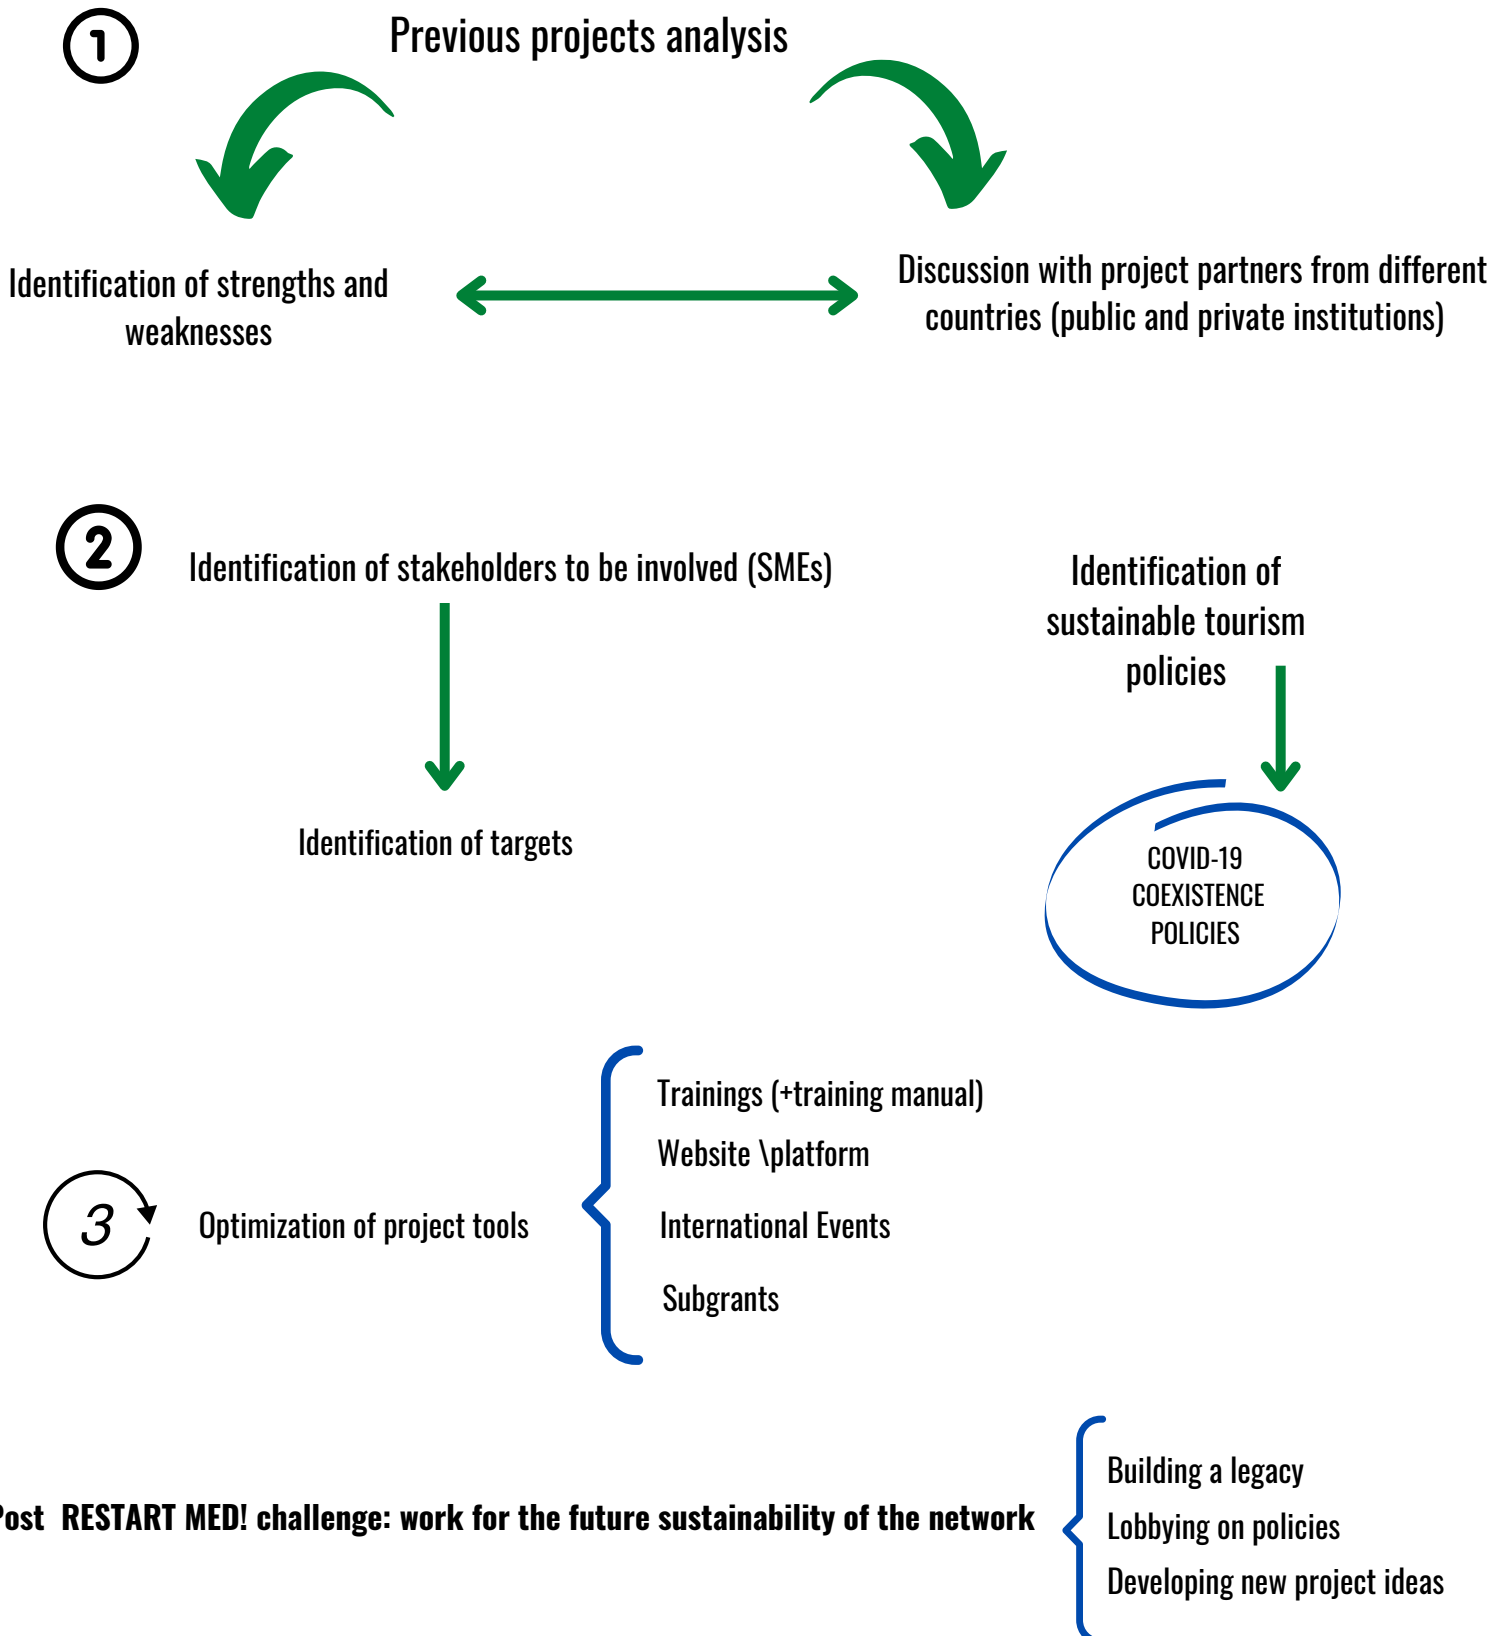 1
Previous projects analysis
Identification of strengths and
weaknesses
Discussion with project partners from different
countries (public and private institutions)
2
Identification of stakeholders to be involved (SMEs)
Identification of
sustainable tourism
policies
Identification of targets
COVID-19
COEXISTENCE
POLICIES
3
Optimization of project tools
Trainings (+training manual)
Website \platform
International Events
Subgrants
Post RESTART MED! challenge: work for the future sustainability of the network
Building a legacy
Lobbying on policies
Developing new project ideas